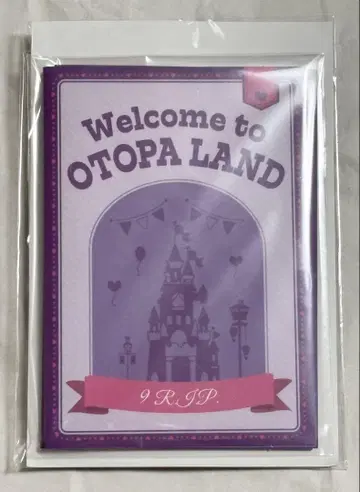 Welcome to
OTOPA LAND
9 R.I.P.